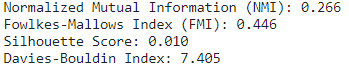 Normalized Mutual Information (NMI): 0.266
Fowlkes-Mallows Index (FMI): 0.446
Silhouette Score: 0.010
Davies-Bouldin Index: 7.405